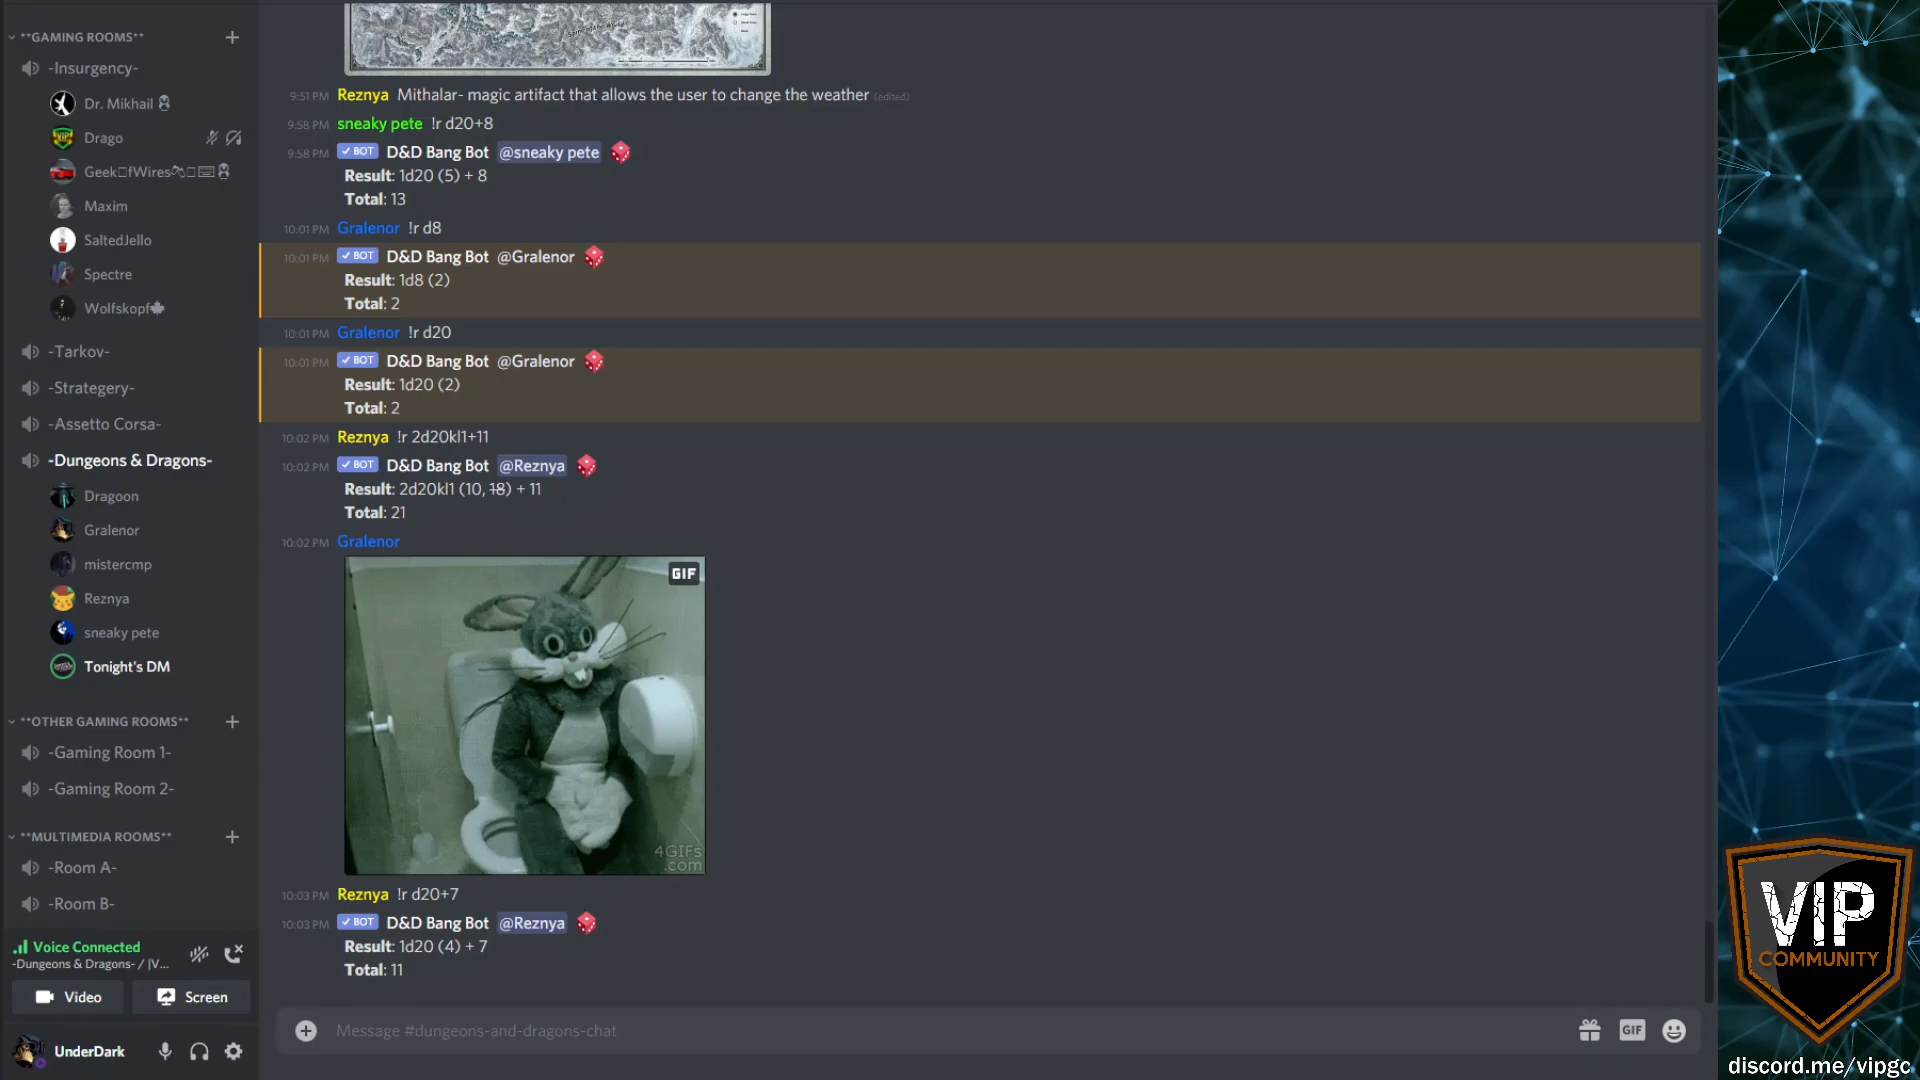 **GAMING ROOMS**
-Insurgency-
Dr. Mikhail
Drago
Geek▯fWires
Maxim
SaltedJello
Spectre
Wolfskopf
-Tarkov-
-Strategery-
-Assetto Corsa-
-Dungeons & Dragons-
Dragoon
Gralenor
mistercmp
Reznya
sneaky pete
Tonight's DM
**OTHER GAMING ROOMS**
-Gaming Room 1-
-Gaming Room 2-
**MULTIMEDIA ROOMS**
-Room A-
-Room B-
Voice Connected
-Dungeons & Dragons- / |V...
Video Screen
UnderDark
9:51 PM Reznya Mithalar- magic artifact that allows the user to change the weather (edited)
9:58 PM sneaky pete !r d20+8
9:58 PM BOT D&D Bang Bot @sneaky pete
Result: 1d20 (5) + 8
Total: 13
10:01 PM Gralenor !r d8
10:01 PM BOT D&D Bang Bot @Gralenor
Result: 1d8 (2)
Total: 2
10:01 PM Gralenor !r d20
10:01 PM BOT D&D Bang Bot @Gralenor
Result: 1d20 (2)
Total: 2
10:02 PM Reznya !r 2d20kl1+11
10:02 PM BOT D&D Bang Bot @Reznya
Result: 2d20kl1 (10, 18) + 11
Total: 21
10:02 PM Gralenor
GIF
4GIFs
.com
10:03 PM Reznya !r d20+7
10:03 PM BOT D&D Bang Bot @Reznya
Result: 1d20 (4) + 7
Total: 11
Message #dungeons-and-dragons-chat
GIF
VIP
COMMUNITY
discord.me/vipgc